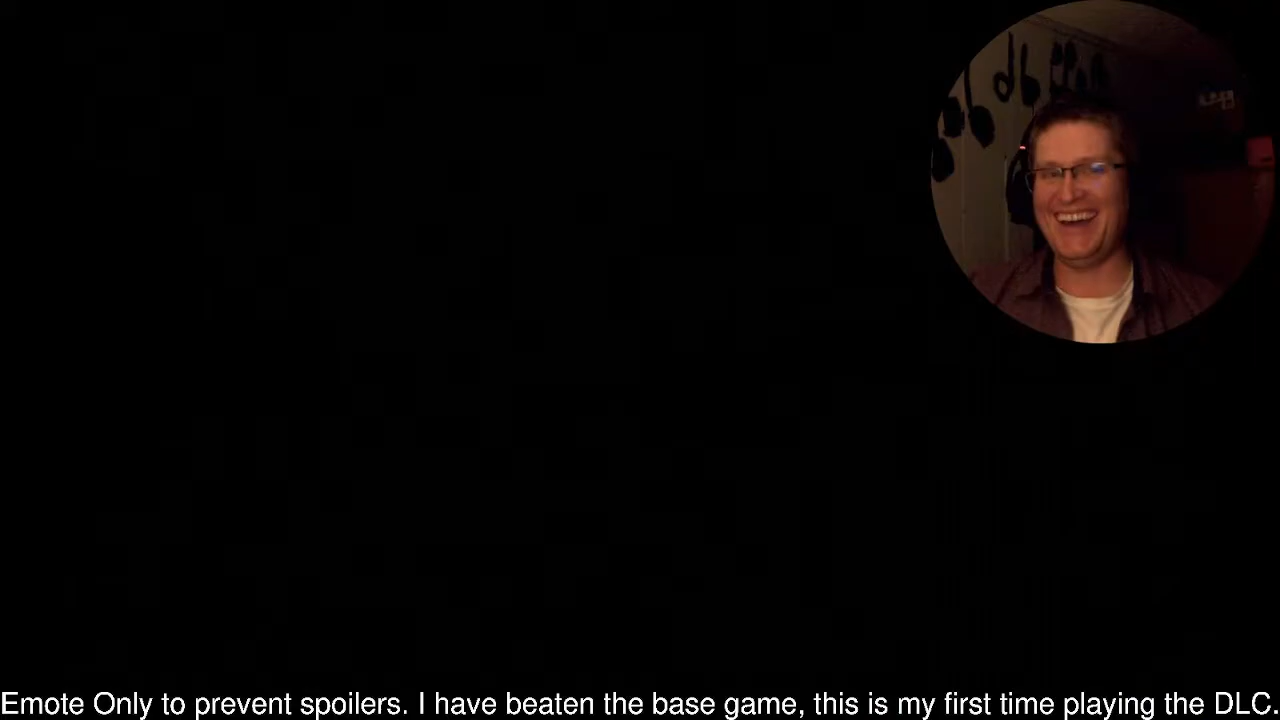 Emote Only to prevent spoilers. I have beaten the base game, this is my first time playing the DLC.